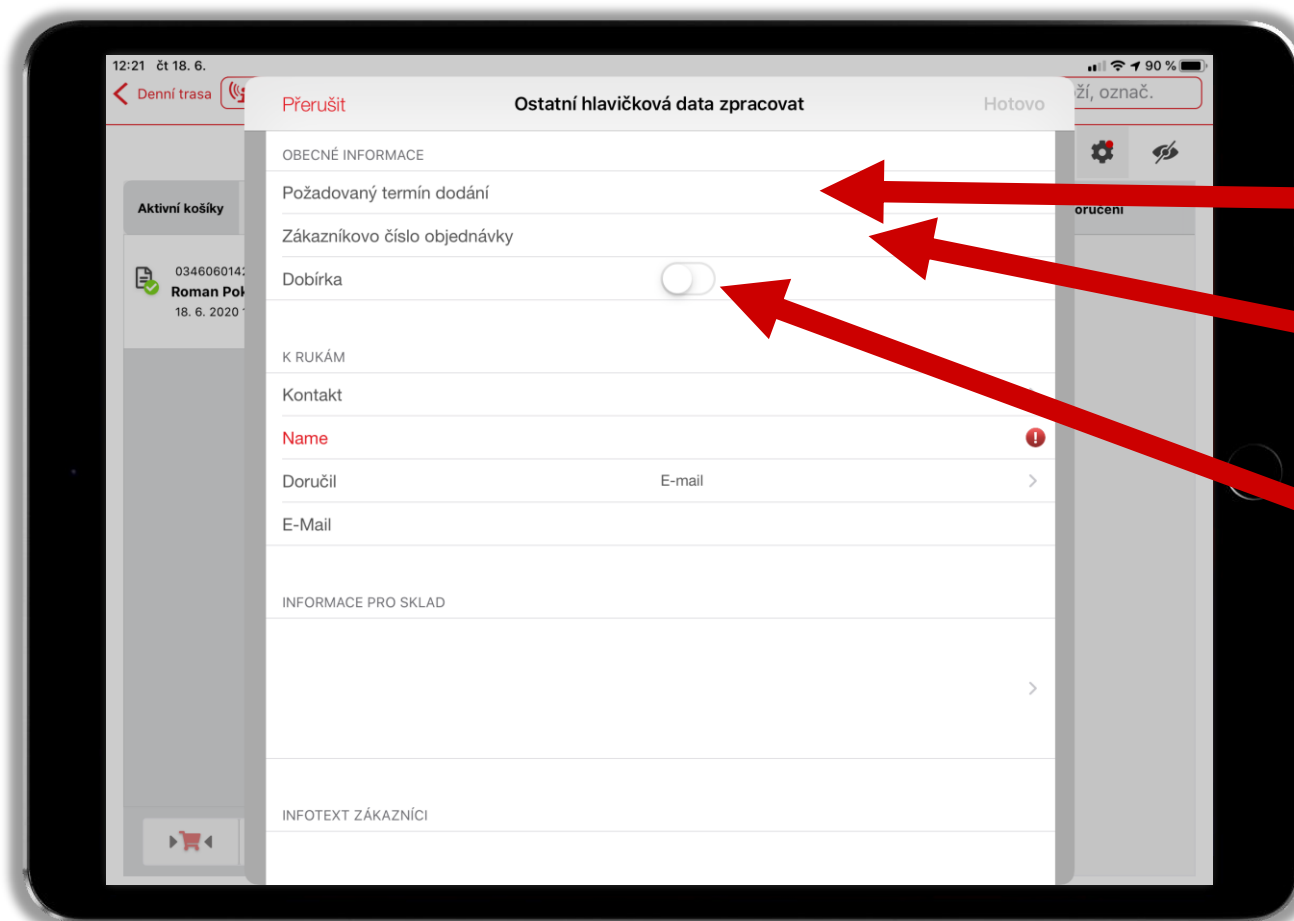 12:21 čt 18. 6.
90 %
Denní trasa
ží, označ.
Přerušit
Ostatní hlavičková data zpracovat
Hotovo
OBECNÉ INFORMACE
Požadovaný termín dodání
Aktivní košíky
oručení
Zákazníkovo číslo objednávky
Dobírka
0346060142
Roman Pok
18. 6. 2020
K RUKÁM
Kontakt
Name
Doručil
E-mail
E-Mail
INFORMACE PRO SKLAD
INFOTEXT ZÁKAZNÍCI